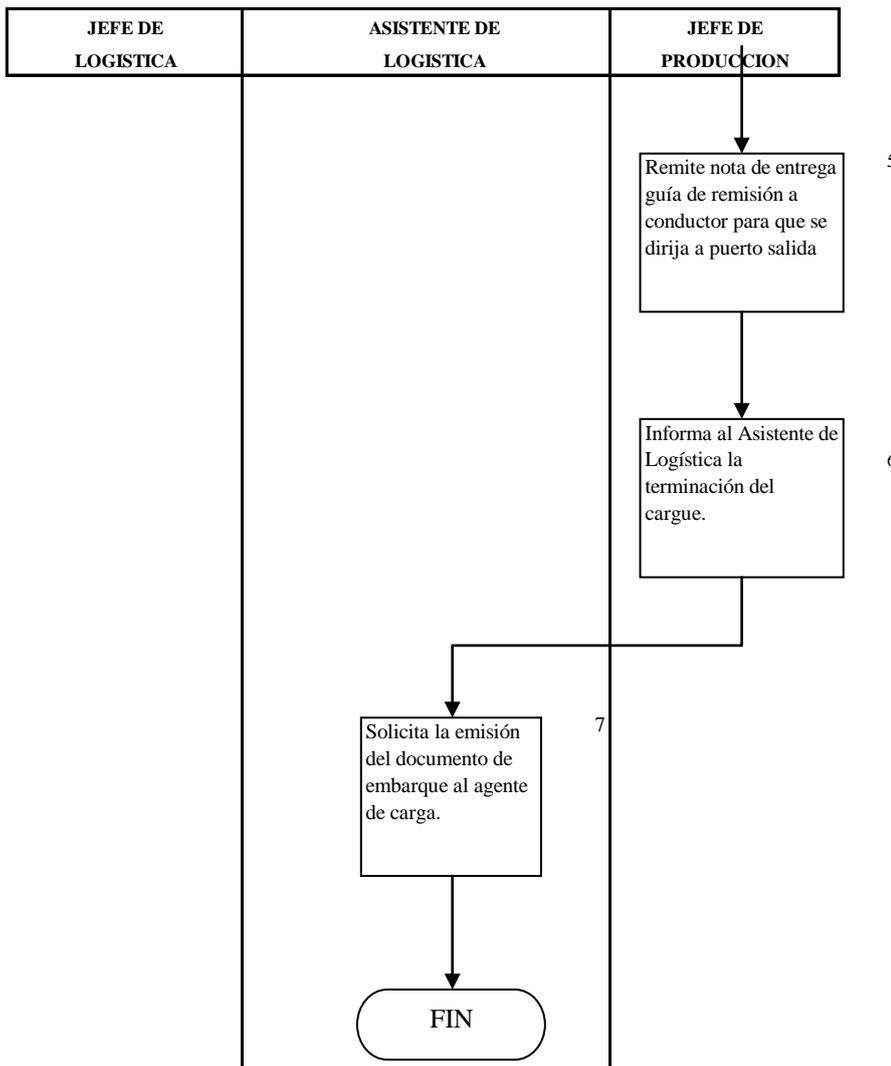 JEFE DE
LOGISTICA
ASISTENTE DE
LOGISTICA
JEFE DE
PRODUCCION
Remite nota de entrega
guía de remisión a
conductor para que se
dirija a puerto salida
5
Informa al Asistente de
Logística la
terminación del
cargue.
6
Solicita la emisión
del documento de
embarque al agente
de carga.
7
FIN